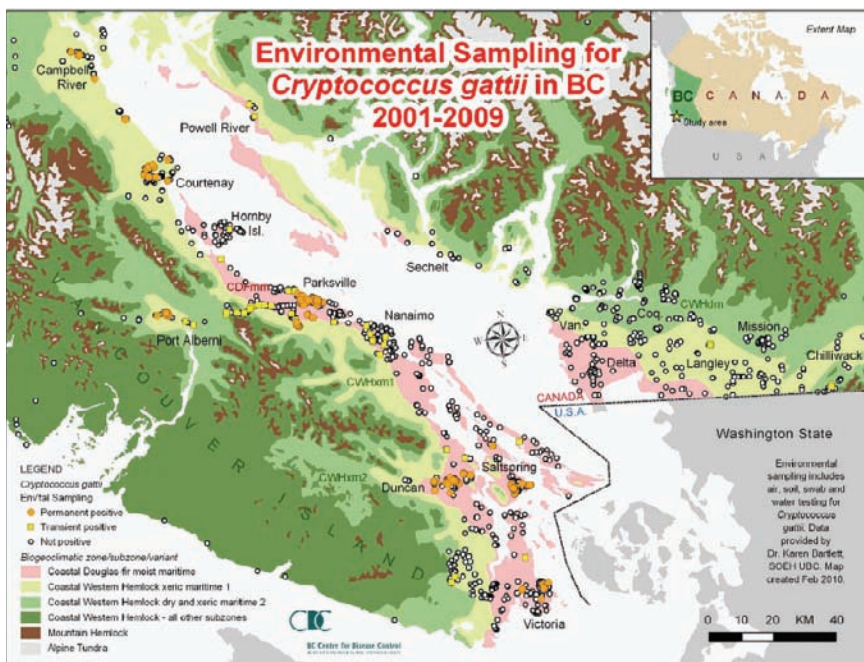 Environmental Sampling for
Cryptococcus gattii in BC
2001-2009
Extent Map
BC CANADA
Study area
U S A
Campbell
River
Powell River
Courtenay
Hornby
Isl.
Sechelt
CDFmm
Parksville
Nanaimo
Port Alberni
CWHxm1
CWHxm2
VANCOUVER ISLAND
Van
Coq.
CWHdm
Mission
Delta
Langley
Chilliwack
CANADA
U.S.A.
N
E
S
W
Washington State
Duncan
Saltspring
Victoria
LEGEND
Cryptococcus gattii
Env'tal Sampling
Permanent positive
Transient positive
Not positive
Biogeoclimatic zone/subzone/variant
Coastal Douglas fir moist maritime
Coastal Western Hemlock xeric maritime 1
Coastal Western Hemlock dry and xeric maritime 2
Coastal Western Hemlock - all other subzones
Mountain Hemlock
Alpine Tundra
CDC
BC Centre for Disease Control
Environmental
sampling includes
air, soil, swab and
water testing for
Cryptococcus
gattii. Data
provided by
Dr. Karen Bartlett,
SOEH UBC. Map
created Feb 2010.
0 10 20 KM 40